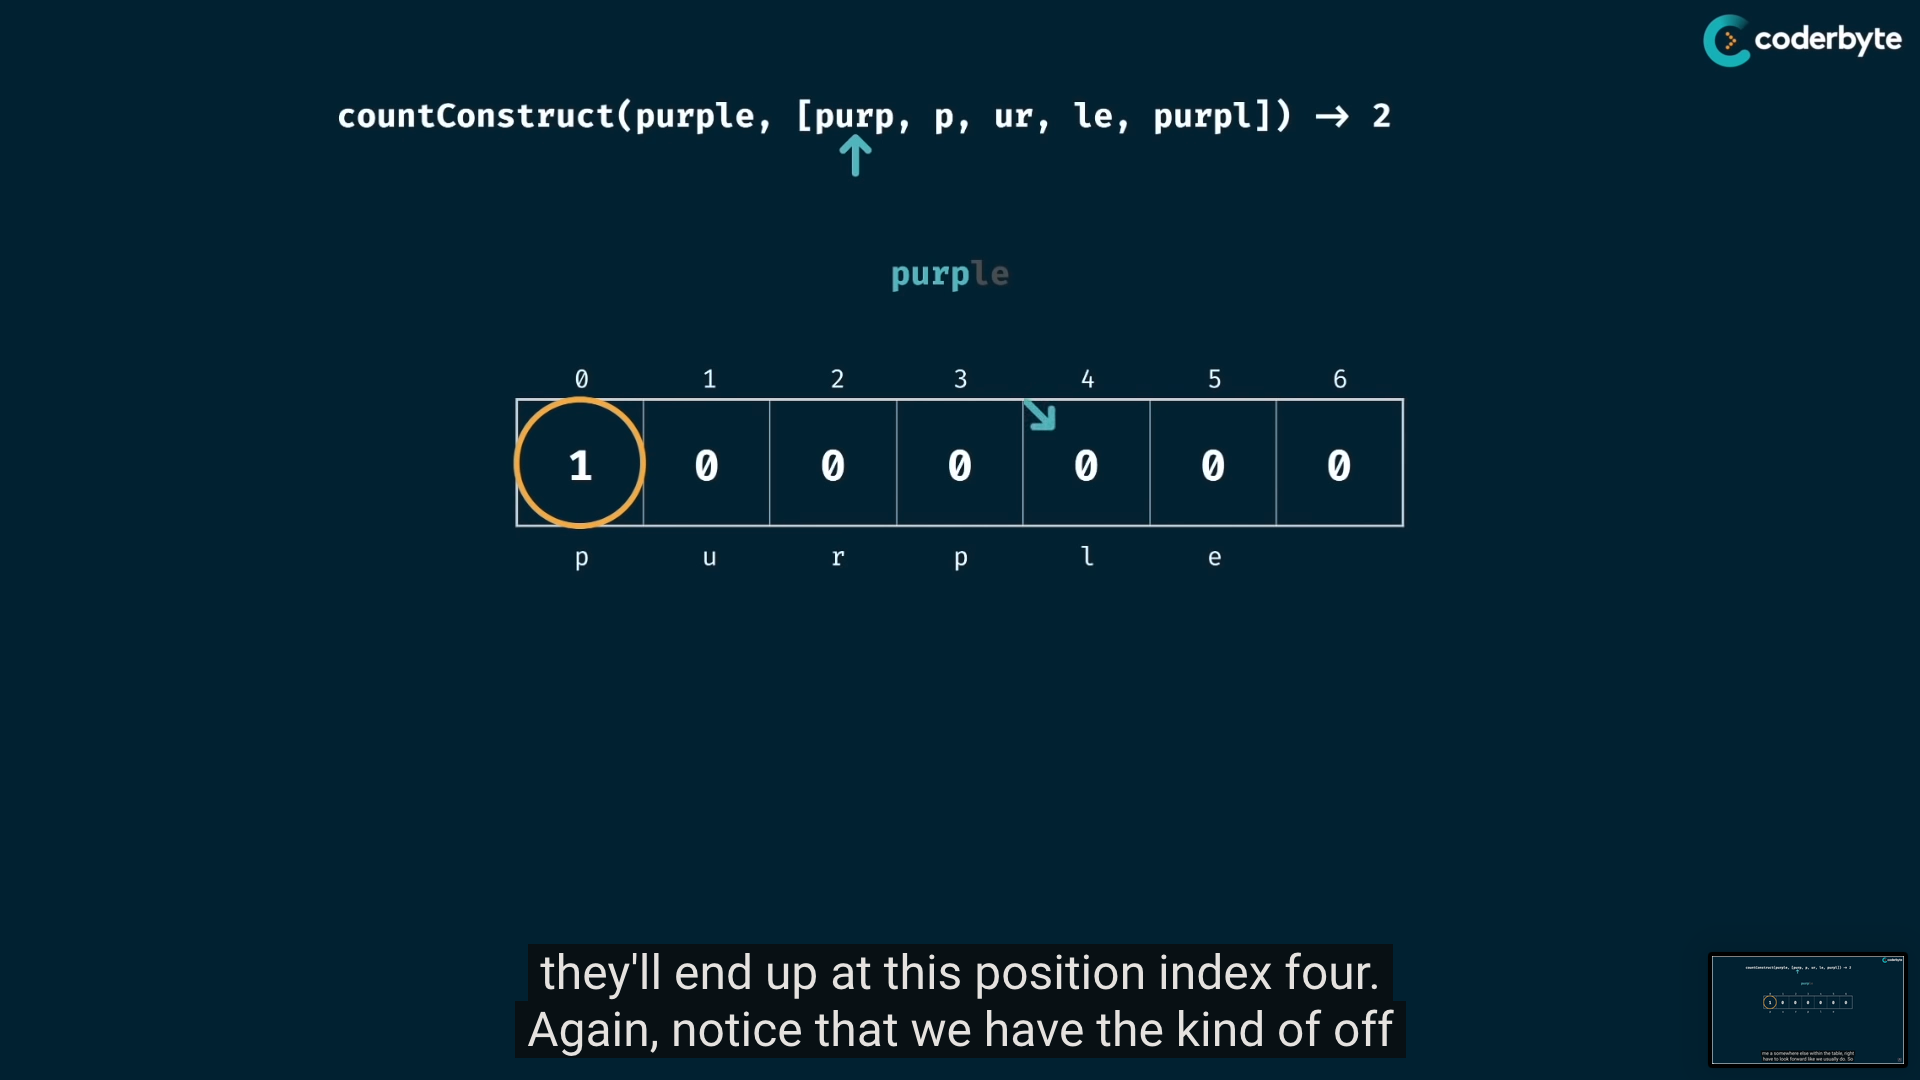 coderbyte
countConstruct(purple, [purp, p, ur, le, purpl]) → 2
purple
0 1 2 3 4 5 6
1 0 0 0 0 0 0
p u r p l e
they'll end up at this position index four.
Again, notice that we have the kind of off